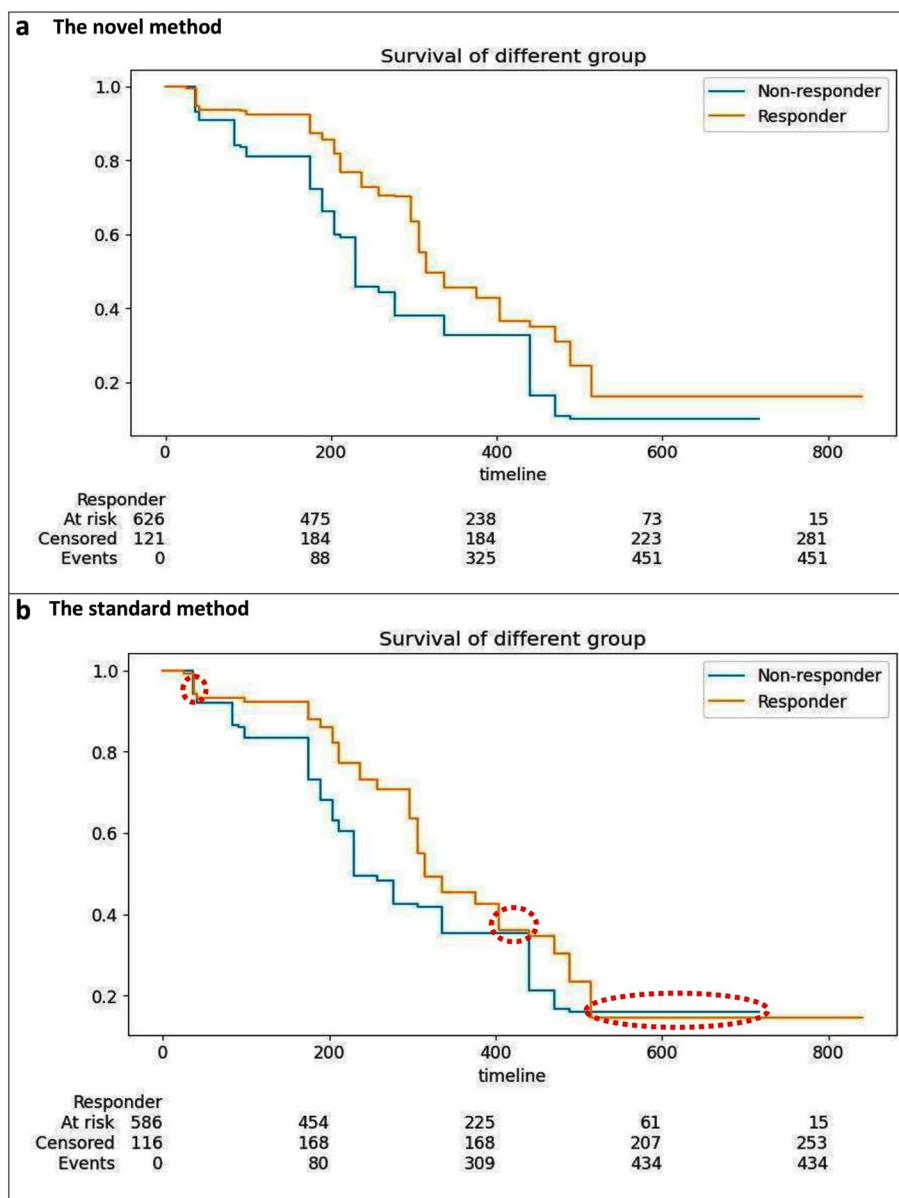 a The novel method
Survival of different group
Non-responder
Responder
1.0
0.8
0.6
0.4
0.2
0 200 400 600 800
timeline
Responder
At risk 626 475 238 73 15
Censored 121 184 184 223 281
Events 0 88 325 451 451
b The standard method
Survival of different group
Non-responder
Responder
1.0
0.8
0.6
0.4
0.2
0 200 400 600 800
timeline
Responder
At risk 586 454 225 61 15
Censored 116 168 168 207 253
Events 0 80 309 434 434